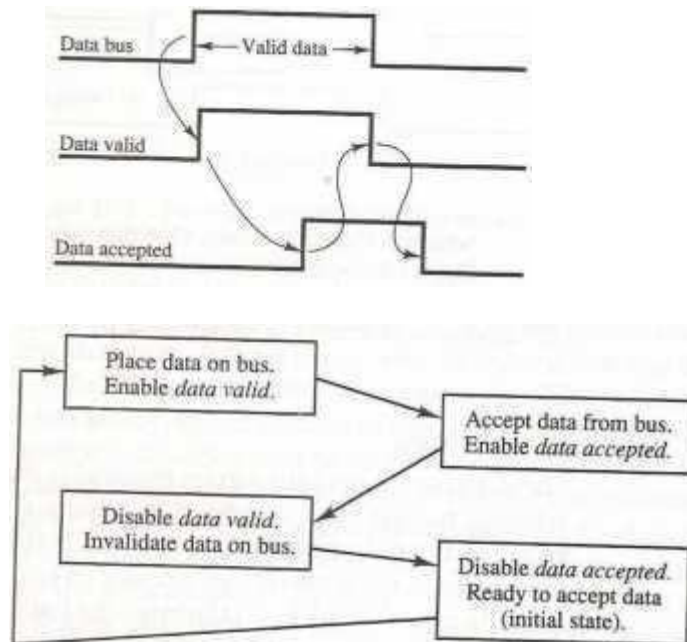 Data bus
Valid data
Data valid
Data accepted
Place data on bus.
Enable data valid.
Accept data from bus.
Enable data accepted.
Disable data valid.
Invalidate data on bus.
Disable data accepted.
Ready to accept data
(initial state).